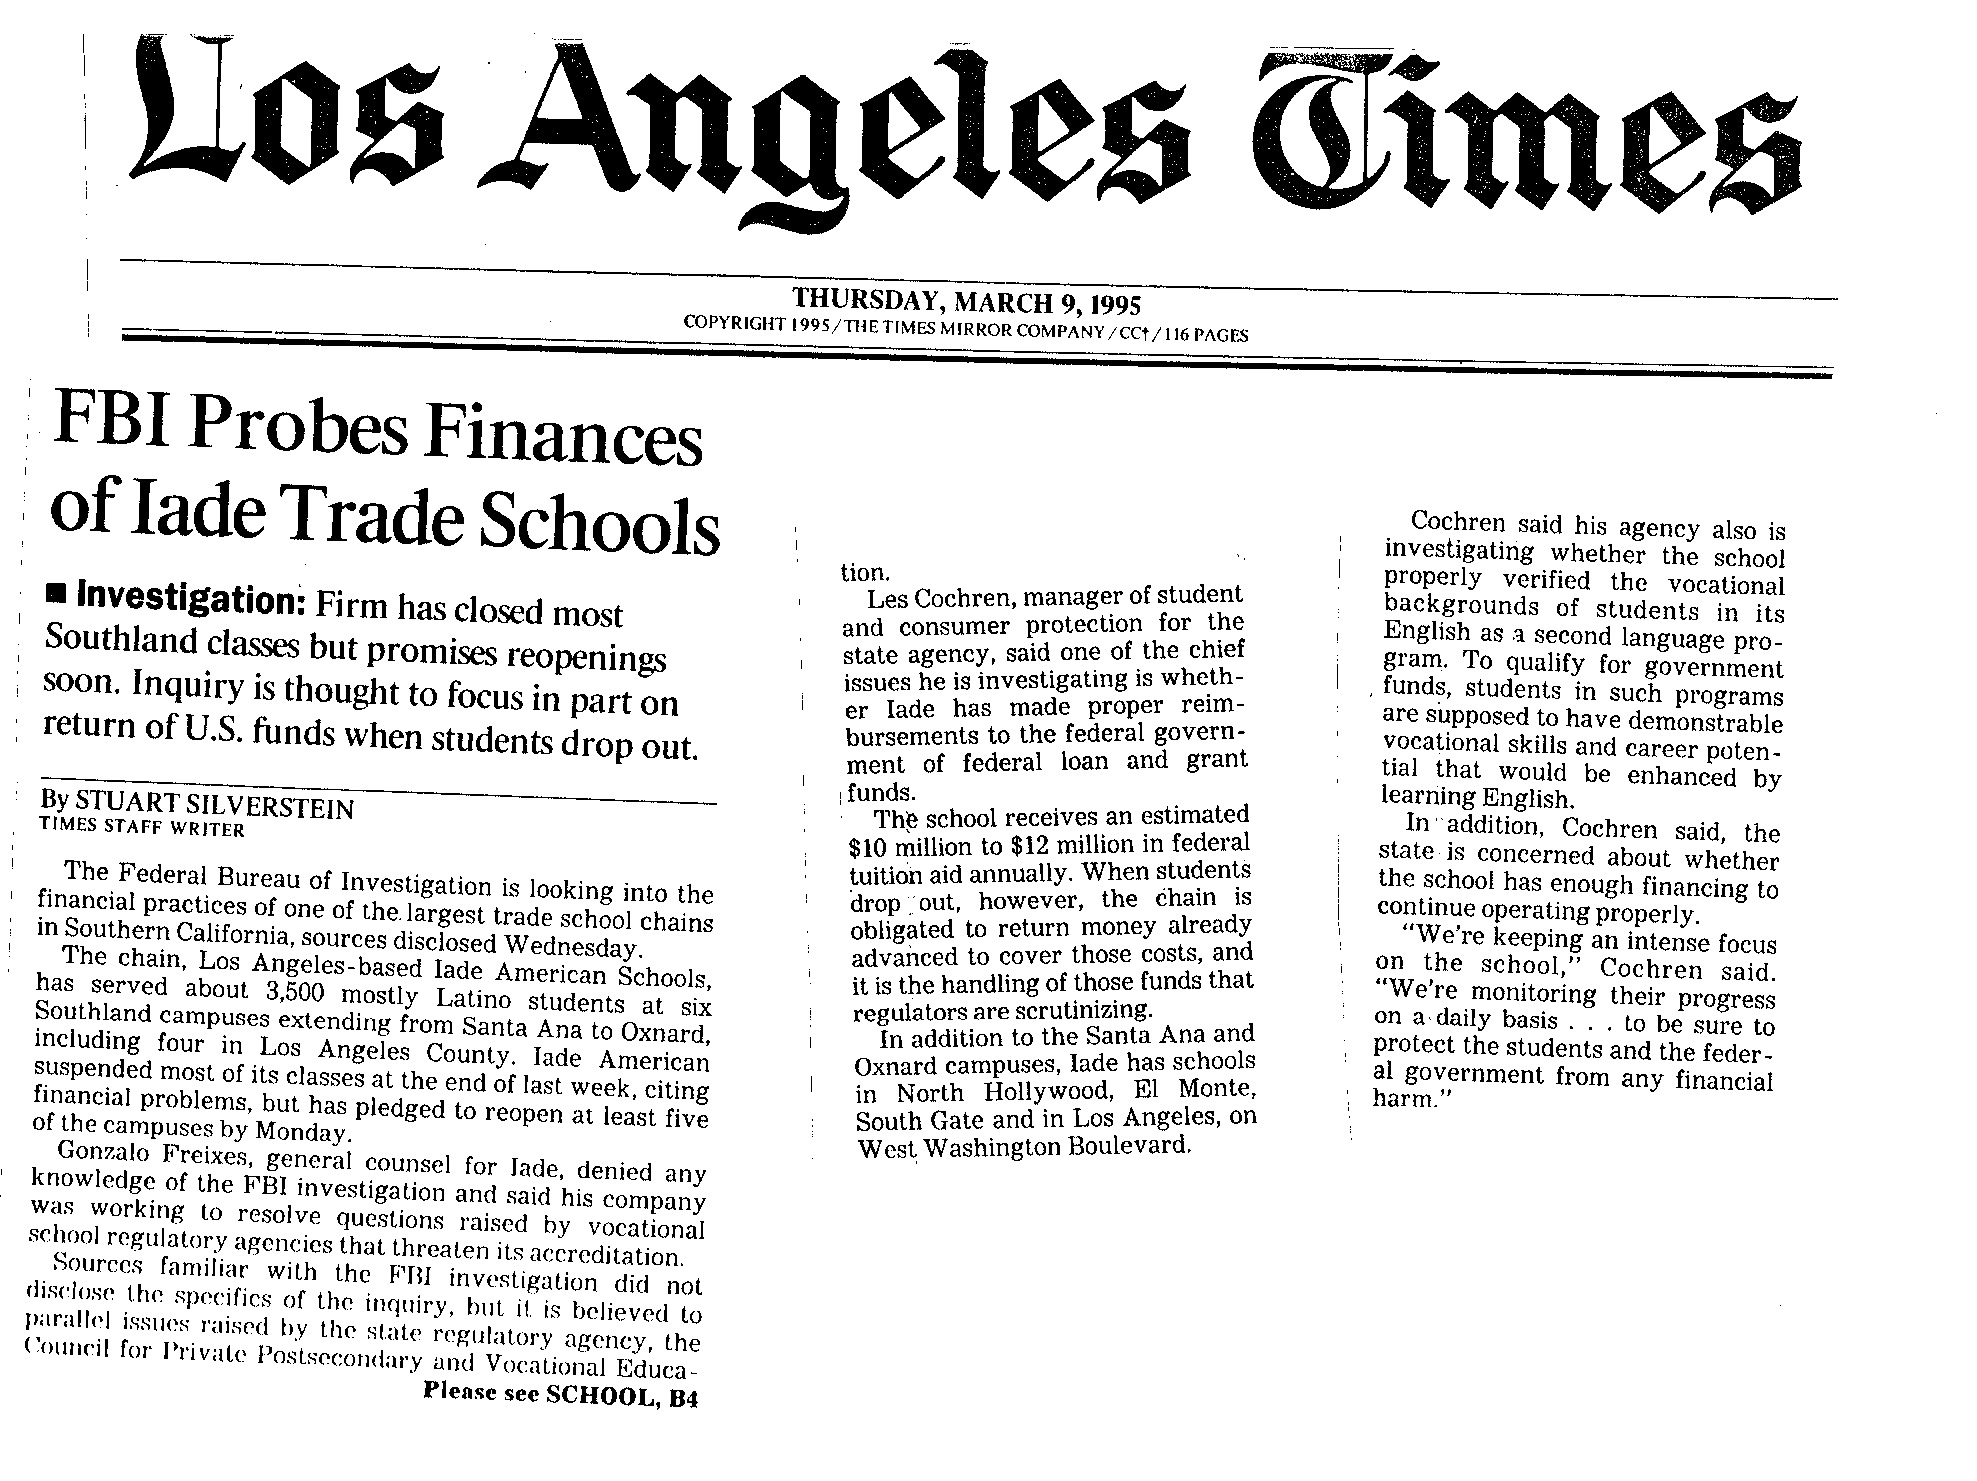 Los Angeles Times
THURSDAY, MARCH 9, 1995
COPYRIGHT 1995/THE TIMES MIRROR COMPANY/CC†/116 PAGES
FBI Probes Finances
of Iade Trade Schools
■ Investigation: Firm has closed most
Southland classes but promises reopenings
soon. Inquiry is thought to focus in part on
return of U.S. funds when students drop out.
By STUART SILVERSTEIN
TIMES STAFF WRITER
The Federal Bureau of Investigation is looking into the
financial practices of one of the largest trade school chains
in Southern California, sources disclosed Wednesday.
The chain, Los Angeles-based Iade American Schools,
has served about 3,500 mostly Latino students at six
Southland campuses extending from Santa Ana to Oxnard,
including four in Los Angeles County. Iade American
suspended most of its classes at the end of last week, citing
financial problems, but has pledged to reopen at least five
of the campuses by Monday.
Gonzalo Freixes, general counsel for Iade, denied any
knowledge of the FBI investigation and said his company
was working to resolve questions raised by vocational
school regulatory agencies that threaten its accreditation.
Sources familiar with the FBI investigation did not
disclose the specifics of the inquiry, but it is believed to
parallel issues raised by the state regulatory agency, the
Council for Private Postsecondary and Vocational Educa-
Please see SCHOOL, B4
tion.
Les Cochren, manager of student
and consumer protection for the
state agency, said one of the chief
issues he is investigating is wheth-
er Iade has made proper reim-
bursements to the federal govern-
ment of federal loan and grant
funds.
The school receives an estimated
$10 million to $12 million in federal
tuition aid annually. When students
drop out, however, the chain is
obligated to return money already
advanced to cover those costs, and
it is the handling of those funds that
regulators are scrutinizing.
In addition to the Santa Ana and
Oxnard campuses, Iade has schools
in North Hollywood, El Monte,
South Gate and in Los Angeles, on
West Washington Boulevard.
Cochren said his agency also is
investigating whether the school
properly verified the vocational
backgrounds of students in its
English as a second language pro-
gram. To qualify for government
funds, students in such programs
are supposed to have demonstrable
vocational skills and career poten-
tial that would be enhanced by
learning English.
In addition, Cochren said, the
state is concerned about whether
the school has enough financing to
continue operating properly.
“We’re keeping an intense focus
on the school,” Cochren said.
“We’re monitoring their progress
on a daily basis . . . to be sure to
protect the students and the feder-
al government from any financial
harm.”